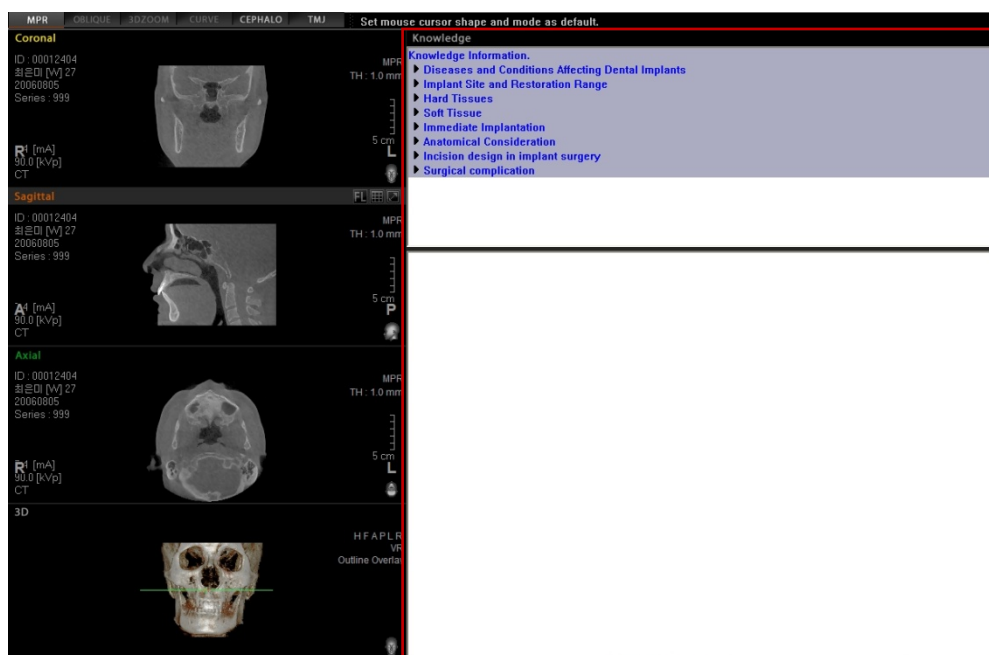 MPR OBLIQUE 3DZOOM CURVE CEPHALO TMJ Set mouse cursor shape and mode as default.
Coronal
ID : 00012404
최은미 [W] 27
20060805
Series : 999
MPR
TH : 1.0 mm
5 cm
R [mA]
L
90.0 [kVp]
CT
Sagittal FL
ID : 00012404
최은미 [W] 27
20060805
Series : 999
MPR
TH : 1.0 mm
5 cm
A [mA]
P
90.0 [kVp]
CT
Axial
ID : 00012404
최은미 [W] 27
20060805
Series : 999
MPR
TH : 1.0 mm
5 cm
R [mA]
L
90.0 [kVp]
CT
3D
H F A P L R
VR
Outline Overla
Knowledge
Knowledge Information.
Diseases and Conditions Affecting Dental Implants
Implant Site and Restoration Range
Hard Tissues
Soft Tissue
Immediate Implantation
Anatomical Consideration
Incision design in implant surgery
Surgical complication